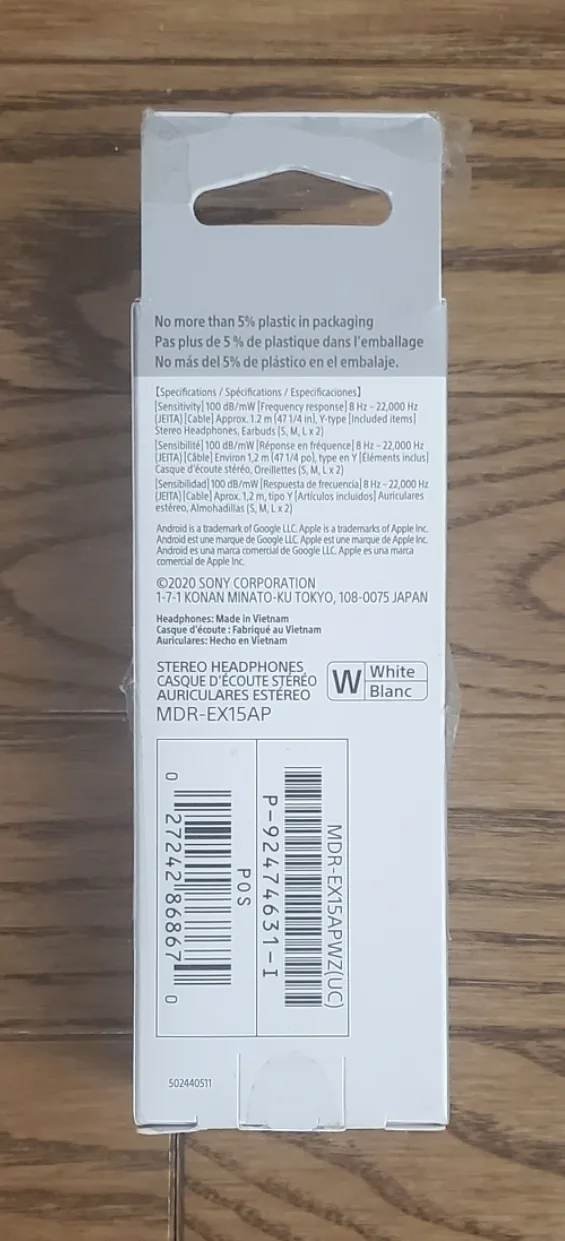 No more than 5% plastic in packaging
Pas plus de 5 % de plastique dans l'emballage
No más del 5% de plástico en el embalaje.
【Specifications / Spécifications / Especificaciones】
[Sensitivity] 100 dB/mW [Frequency response] 8 Hz – 22,000 Hz
(JEITA) [Cable] Approx. 1.2 m (47 1/4 in), Y-type [Included items]
Stereo Headphones, Earbuds (S, M, L x 2)
[Sensibilité] 100 dB/mW [Réponse en fréquence] 8 Hz – 22,000 Hz
(JEITA) [Câble] Environ 1,2 m (47 1/4 po), type en Y [Éléments inclus]
Casque d'écoute stéréo, Oreillettes (S, M, L x 2)
[Sensibilidad] 100 dB/mW [Respuesta de frecuencia] 8 Hz – 22,000 Hz
(JEITA) [Cable] Aprox. 1,2 m, tipo Y [Artículos incluidos] Auriculares
estéreo, Almohadillas (S, M, L x 2)
Android is a trademark of Google LLC. Apple is a trademarks of Apple Inc.
Android est une marque de Google LLC. Apple est une marque de Apple Inc.
Android es una marca comercial de Google LLC. Apple es una marca
comercial de Apple Inc.
©2020 SONY CORPORATION
1-7-1 KONAN MINATO-KU TOKYO, 108-0075 JAPAN
Headphones: Made in Vietnam
Casque d'écoute : Fabriqué au Vietnam
Auriculares: Hecho en Vietnam
STEREO HEADPHONES
CASQUE D'ÉCOUTE STÉRÉO
AURICULARES ESTÉREO
MDR-EX15AP
W White
Blanc
MDR-EX15APWZ(UC)
P-92474631-I
POS
0 27242 86867 0
502440511